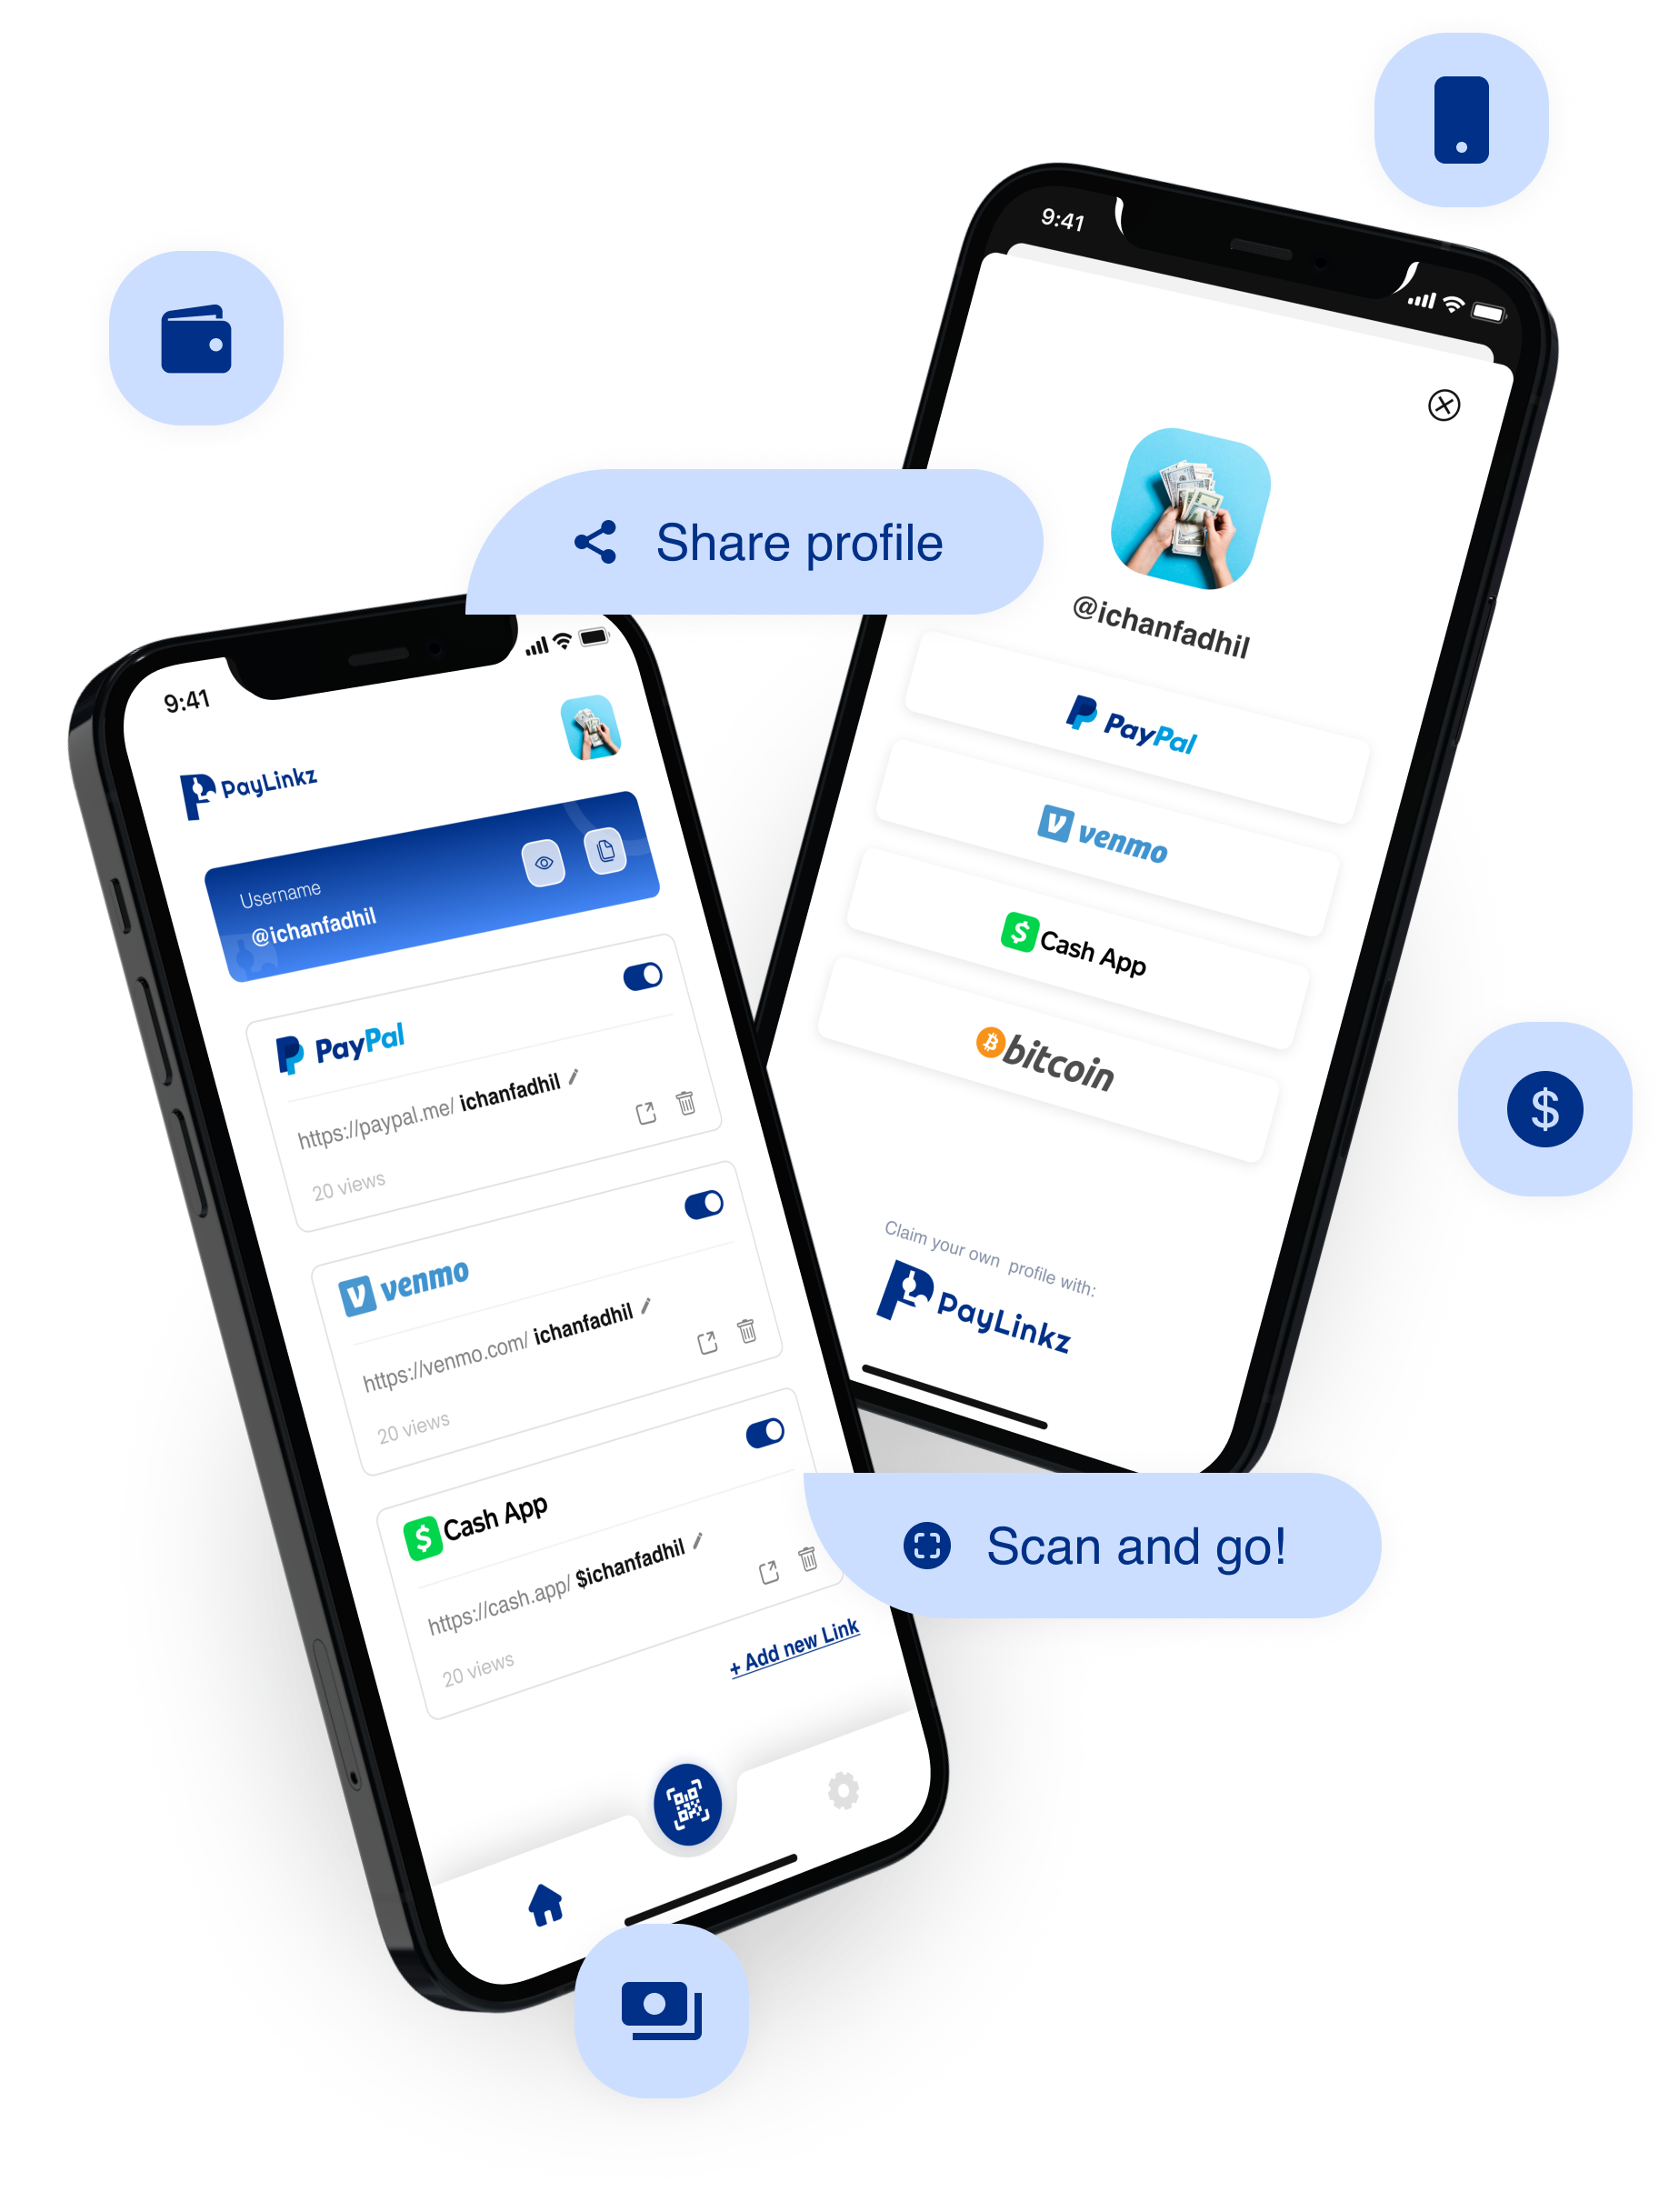 9:41
@ichanfadhil
PayPal
venmo
Cash App
bitcoin
Claim your own profile with:
PayLinkz
Share profile
9:41
PayLinkz
Username
@ichanfadhil
PayPal
https://paypal.me/ ichanfadhil
20 views
venmo
https://venmo.com/ ichanfadhil
20 views
$ Cash App
https://cash.app/ $ichanfadhil
20 views
+ Add new Link
Scan and go!
$